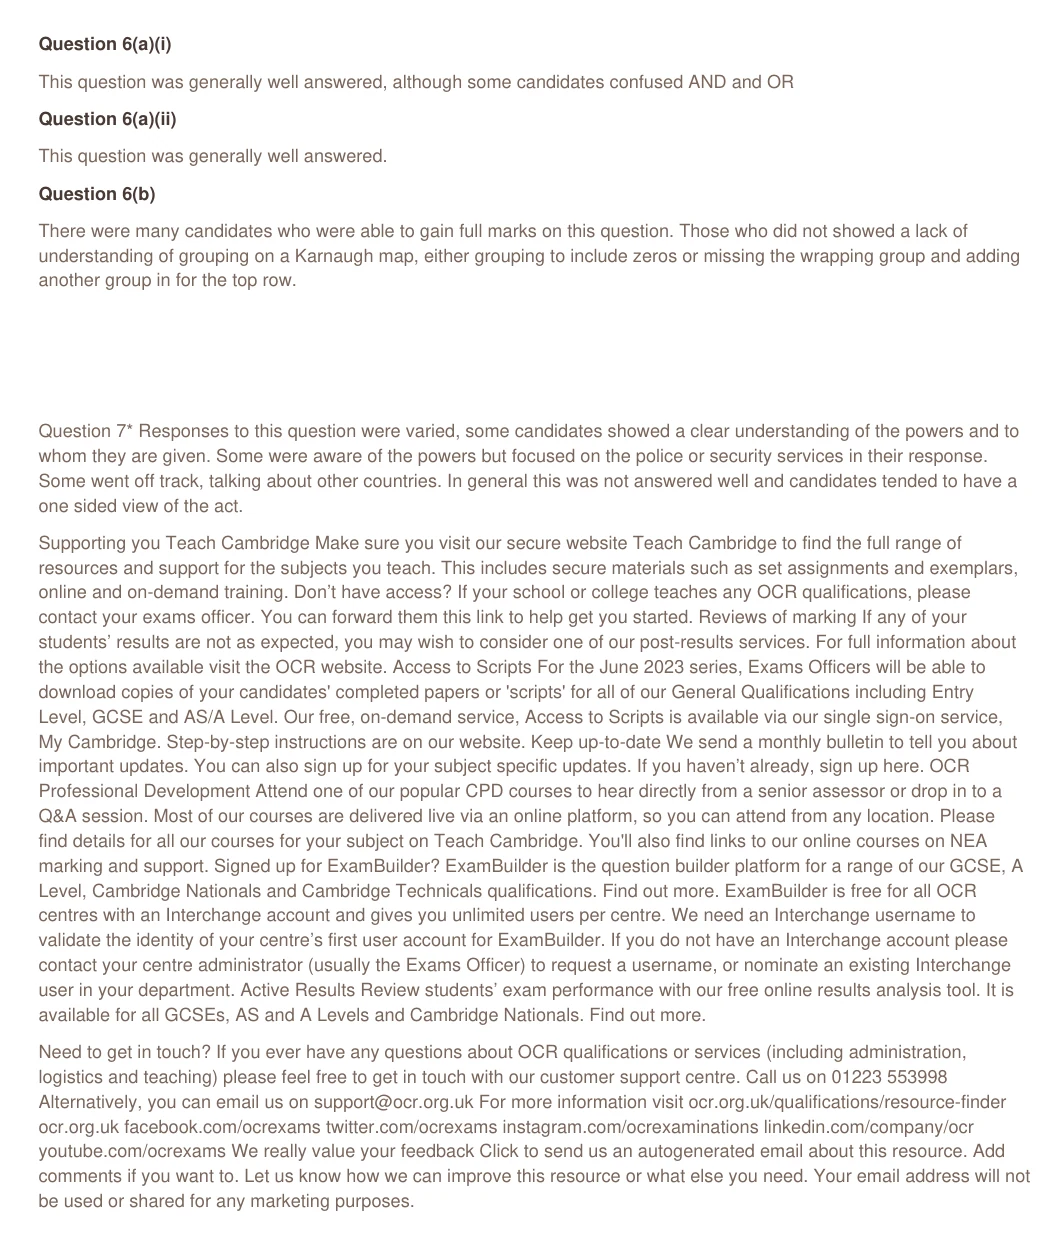 Question 6(a)(i)
This question was generally well answered, although some candidates confused AND and OR
Question 6(a)(ii)
This question was generally well answered.
Question 6(b)
There were many candidates who were able to gain full marks on this question. Those who did not showed a lack of
understanding of grouping on a Karnaugh map, either grouping to include zeros or missing the wrapping group and adding
another group in for the top row.
Question 7* Responses to this question were varied, some candidates showed a clear understanding of the powers and to
whom they are given. Some were aware of the powers but focused on the police or security services in their response.
Some went off track, talking about other countries. In general this was not answered well and candidates tended to have a
one sided view of the act.
Supporting you Teach Cambridge Make sure you visit our secure website Teach Cambridge to find the full range of
resources and support for the subjects you teach. This includes secure materials such as set assignments and exemplars,
online and on-demand training. Don’t have access? If your school or college teaches any OCR qualifications, please
contact your exams officer. You can forward them this link to help get you started. Reviews of marking If any of your
students’ results are not as expected, you may wish to consider one of our post-results services. For full information about
the options available visit the OCR website. Access to Scripts For the June 2023 series, Exams Officers will be able to
download copies of your candidates' completed papers or 'scripts' for all of our General Qualifications including Entry
Level, GCSE and AS/A Level. Our free, on-demand service, Access to Scripts is available via our single sign-on service,
My Cambridge. Step-by-step instructions are on our website. Keep up-to-date We send a monthly bulletin to tell you about
important updates. You can also sign up for your subject specific updates. If you haven’t already, sign up here. OCR
Professional Development Attend one of our popular CPD courses to hear directly from a senior assessor or drop in to a
Q&A session. Most of our courses are delivered live via an online platform, so you can attend from any location. Please
find details for all our courses for your subject on Teach Cambridge. You'll also find links to our online courses on NEA
marking and support. Signed up for ExamBuilder? ExamBuilder is the question builder platform for a range of our GCSE, A
Level, Cambridge Nationals and Cambridge Technicals qualifications. Find out more. ExamBuilder is free for all OCR
centres with an Interchange account and gives you unlimited users per centre. We need an Interchange username to
validate the identity of your centre’s first user account for ExamBuilder. If you do not have an Interchange account please
contact your centre administrator (usually the Exams Officer) to request a username, or nominate an existing Interchange
user in your department. Active Results Review students’ exam performance with our free online results analysis tool. It is
available for all GCSEs, AS and A Levels and Cambridge Nationals. Find out more.
Need to get in touch? If you ever have any questions about OCR qualifications or services (including administration,
logistics and teaching) please feel free to get in touch with our customer support centre. Call us on 01223 553998
Alternatively, you can email us on support@ocr.org.uk For more information visit ocr.org.uk/qualifications/resource-finder
ocr.org.uk facebook.com/ocrexams twitter.com/ocrexams instagram.com/ocrexaminations linkedin.com/company/ocr
youtube.com/ocrexams We really value your feedback Click to send us an autogenerated email about this resource. Add
comments if you want to. Let us know how we can improve this resource or what else you need. Your email address will not
be used or shared for any marketing purposes.